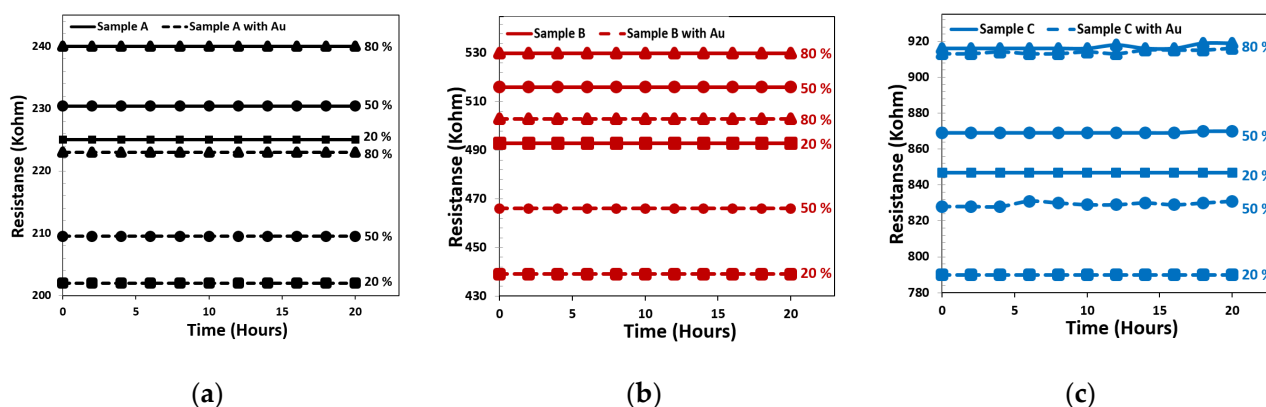 Sample A Sample A with Au
240
230
220
210
200
Resistanse (Kohm)
80 %
50 %
20 %
80 %
50 %
20 %
0 5 10 15 20
Time (Hours)
(a)
Sample B Sample B with Au
530
510
490
470
450
430
Resistanse (Kohm)
80 %
50 %
80 %
20 %
50 %
20 %
0 5 10 15 20
Time (Hours)
(b)
Sample C Sample C with Au
920
900
880
860
840
820
800
780
Resistanse (Kohm)
80 %
50 %
20 %
50 %
20 %
0 5 10 15 20
Time (Hours)
(c)